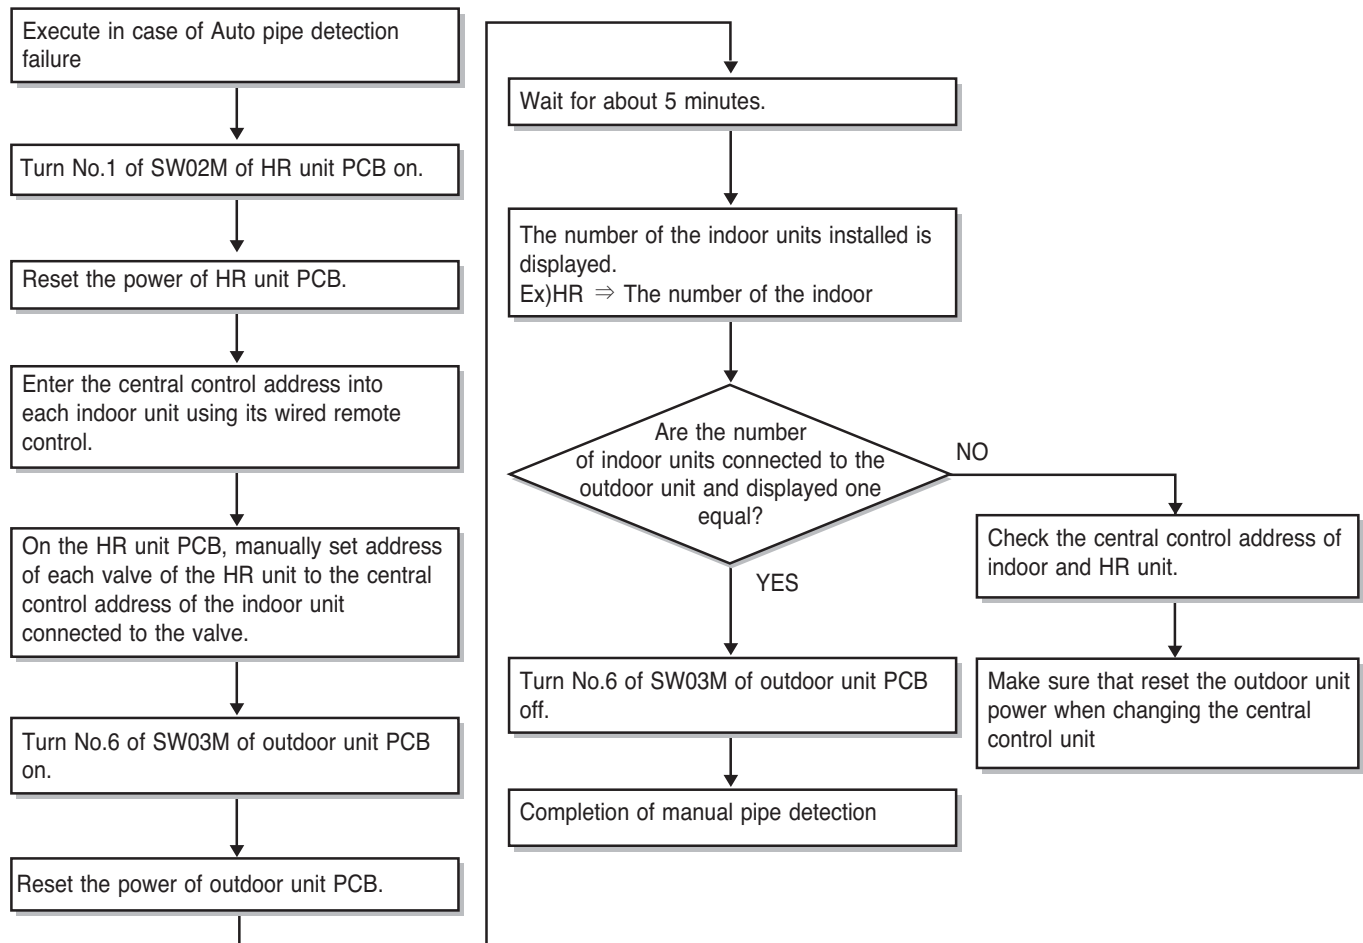 Execute in case of Auto pipe detection
failure
Turn No.1 of SW02M of HR unit PCB on.
Reset the power of HR unit PCB.
Enter the central control address into
each indoor unit using its wired remote
control.
On the HR unit PCB, manually set address
of each valve of the HR unit to the central
control address of the indoor unit
connected to the valve.
Turn No.6 of SW03M of outdoor unit PCB
on.
Reset the power of outdoor unit PCB.
Wait for about 5 minutes.
The number of the indoor units installed is
displayed.
Ex)HR ⇒ The number of the indoor
Are the number
of indoor units connected to the
outdoor unit and displayed one
equal?
NO
YES
Check the central control address of
indoor and HR unit.
Make sure that reset the outdoor unit
power when changing the central
control unit
Turn No.6 of SW03M of outdoor unit PCB
off.
Completion of manual pipe detection